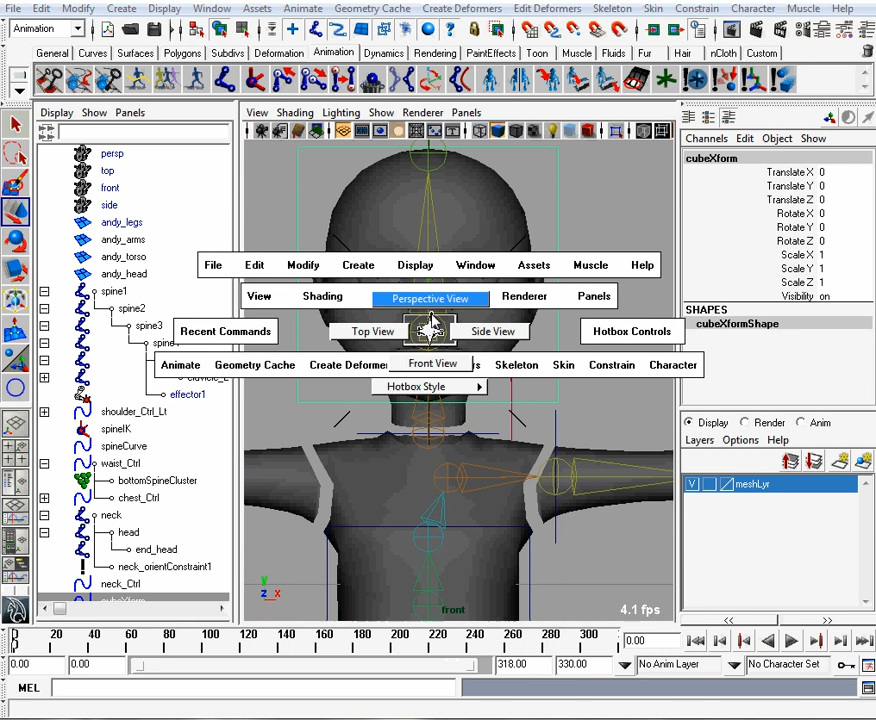 File Edit Modify Create Display Window Assets Animate Geometry Cache Create Deformers Edit Deformers Skeleton Skin Constrain Character Muscle Help
Animation
General Curves Surfaces Polygons Subdivs Deformation Animation Dynamics Rendering PaintEffects Toon Muscle Fluids Fur Hair nCloth Custom
Display Show Panels
View Shading Lighting Show Renderer Panels
Channels Edit Object Show
persp
top
front
side
andy_legs
andy_arms
andy_torso
andy_head
spine1
spine2
spine3
effector1
shoulder_Ctrl_Lt
spineIK
spineCurve
waist_Ctrl
bottomSpineCluster
chest_Ctrl
neck
head
end_head
neck_orientConstraint1
neck_Ctrl
File Edit Modify Create Display Window Assets Muscle Help
View Shading Perspective View Renderer Panels
Recent Commands Top View Side View Hotbox Controls
Animate Geometry Cache Create Deformer Front View Skeleton Skin Constrain Character
Hotbox Style
front
4.1 fps
cubeXform
Translate X 0
Translate Y 0
Translate Z 0
Rotate X 0
Rotate Y 0
Rotate Z 0
Scale X 1
Scale Y 1
Scale Z 1
Visibility on
SHAPES
cubeXformShape
Display Render Anim
Layers Options Help
V meshLyr
0 20 40 60 80 100 120 140 160 180 200 220 240 260 280 300 0.00
0.00 0.00 318.00 330.00 No Anim Layer No Character Set
MEL